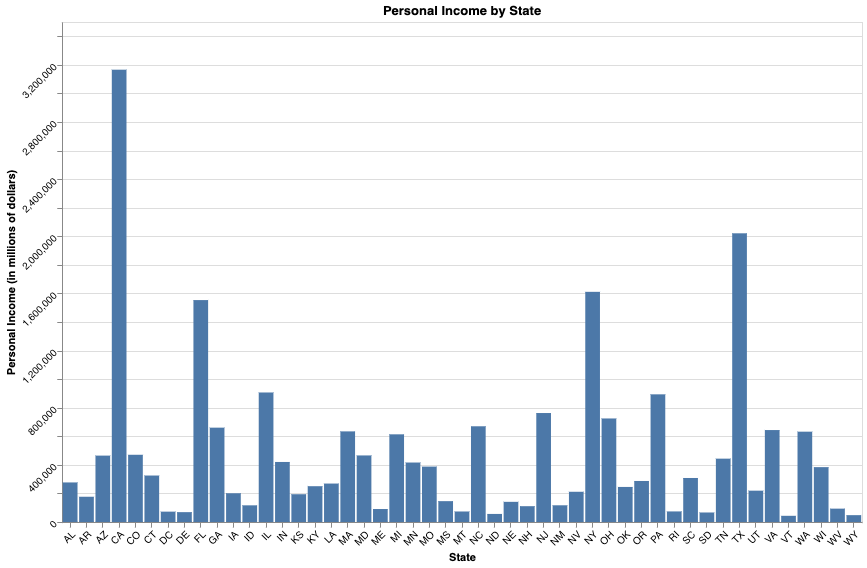 Personal Income by State
Personal Income (in millions of dollars)
3,200,000
2,800,000
2,400,000
2,000,000
1,600,000
1,200,000
800,000
400,000
0
AL AR AZ CA CO CT DC DE FL GA IA ID IL IN KS KY LA MA MD ME MI MN MO MS MT NC ND NE NH NJ NM NV NY OH OK OR PA RI SC SD TN TX UT VA VT WA WI WV WY
State